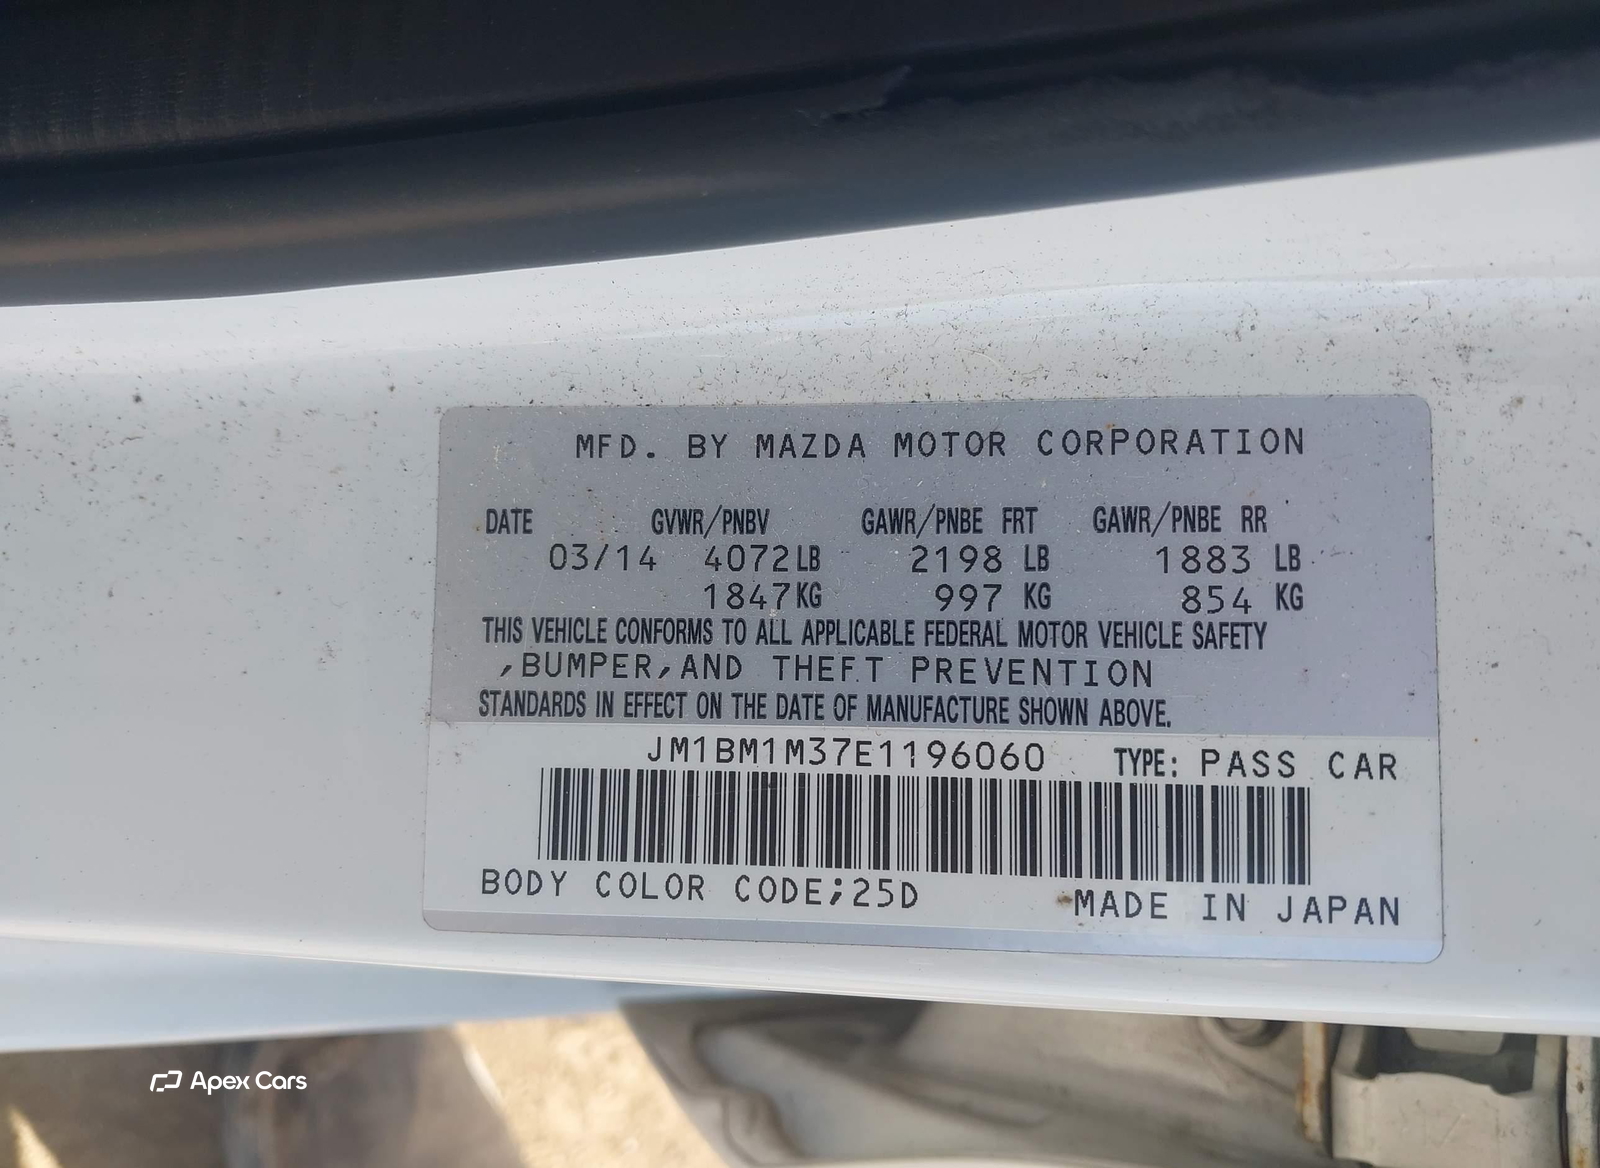 MFD. BY MAZDA MOTOR CORPORATION
DATE GVWR/PNBV GAWR/PNBE FRT GAWR/PNBE RR
03/14 4072LB 2198 LB 1883 LB
1847KG 997 KG 854 KG
THIS VEHICLE CONFORMS TO ALL APPLICABLE FEDERAL MOTOR VEHICLE SAFETY
,BUMPER,AND THEFT PREVENTION
STANDARDS IN EFFECT ON THE DATE OF MANUFACTURE SHOWN ABOVE.
JM1BM1M37E1196060 TYPE: PASS CAR
BODY COLOR CODE;25D MADE IN JAPAN
Apex Cars